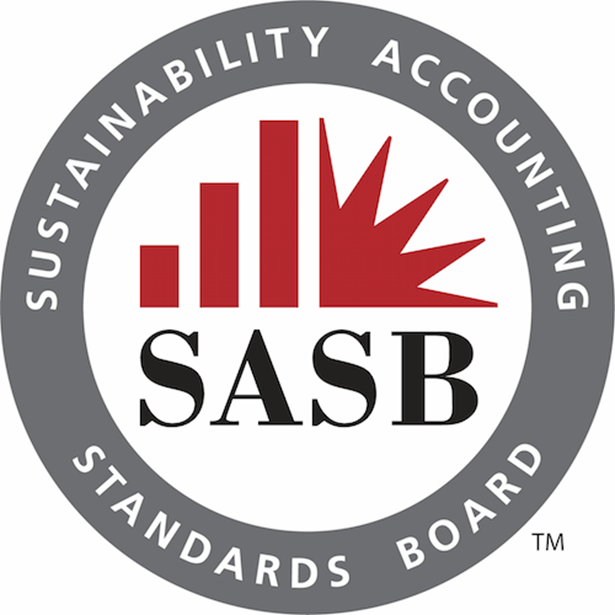 SUSTAINABILITY ACCOUNTING
SASB
STANDARDS BOARD
TM